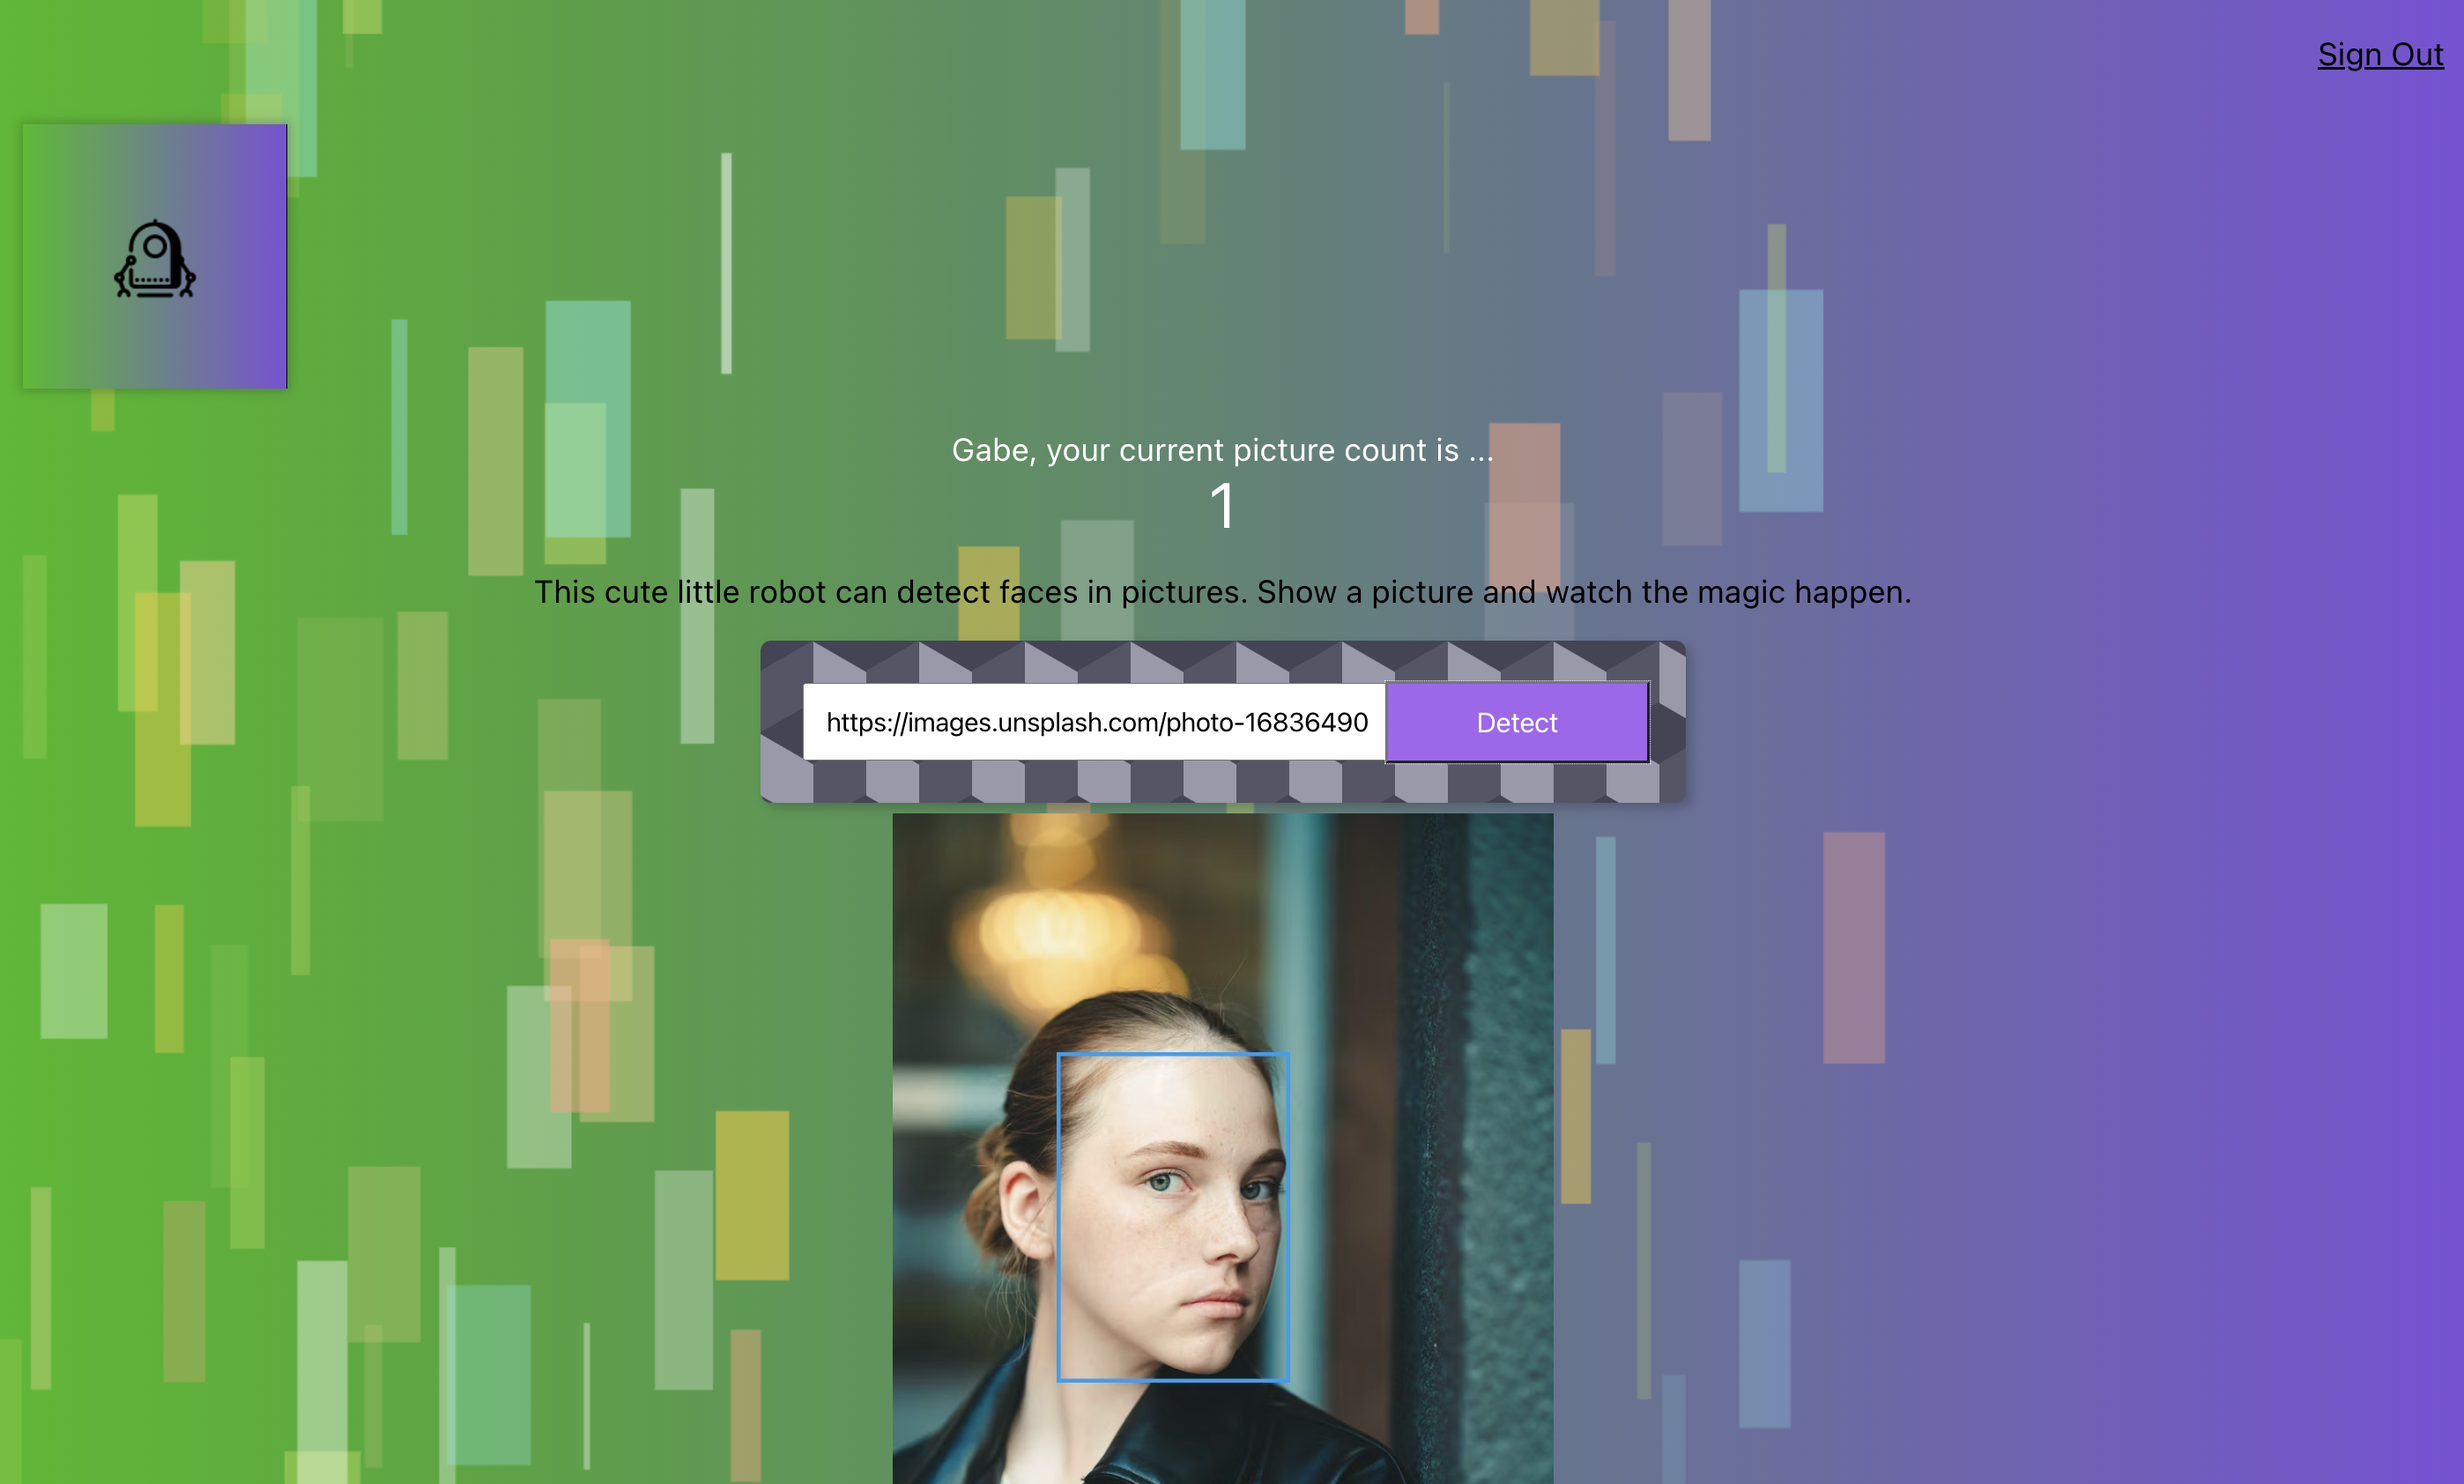 Sign Out
Gabe, your current picture count is ...
1
This cute little robot can detect faces in pictures. Show a picture and watch the magic happen.
https://images.unsplash.com/photo-16836490 Detect